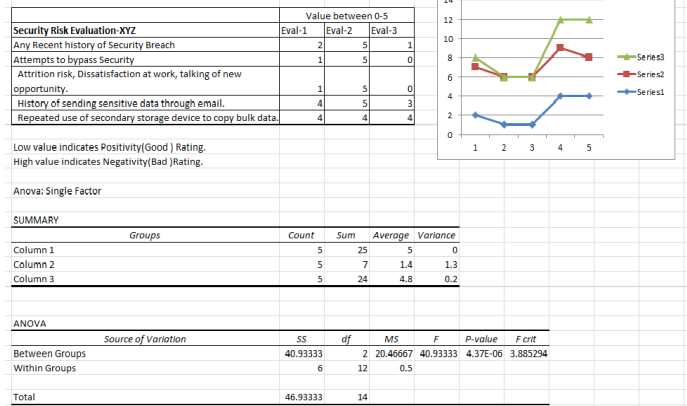 Value between 0-5
Security Risk Evaluation-XYZ Eval-1 Eval-2 Eval-3
Any Recent history of Security Breach 2 5 1
Attempts to bypass Security 1 5 0
Attrition risk, Dissatisfaction at work, talking of new
opportunity. 1 5 0
History of sending sensitive data through email. 4 5 3
Repeated use of secondary storage device to copy bulk data. 4 4 4
14
12
10
8
6
4
2
0
1 2 3 4 5
Series3
Series2
Series1
Low value indicates Positivity(Good ) Rating.
High value indicates Negativity(Bad )Rating.
Anova: Single Factor
SUMMARY
Groups Count Sum Average Variance
Column 1 5 25 5 0
Column 2 5 7 1.4 1.3
Column 3 5 24 4.8 0.2
ANOVA
Source of Variation SS df MS F P-value F crit
Between Groups 40.93333 2 20.46667 40.93333 4.37E-06 3.885294
Within Groups 6 12 0.5
Total 46.93333 14